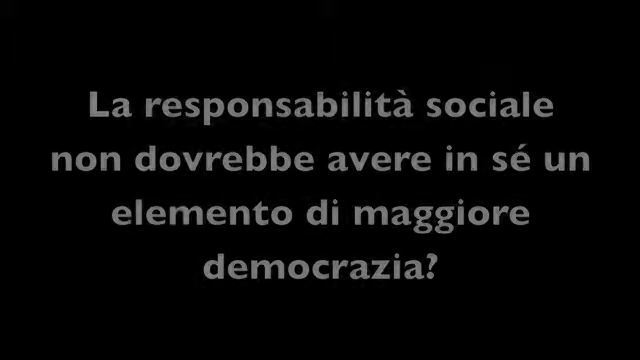 La responsabilità sociale
non dovrebbe avere in sé un
elemento di maggiore
democrazia?